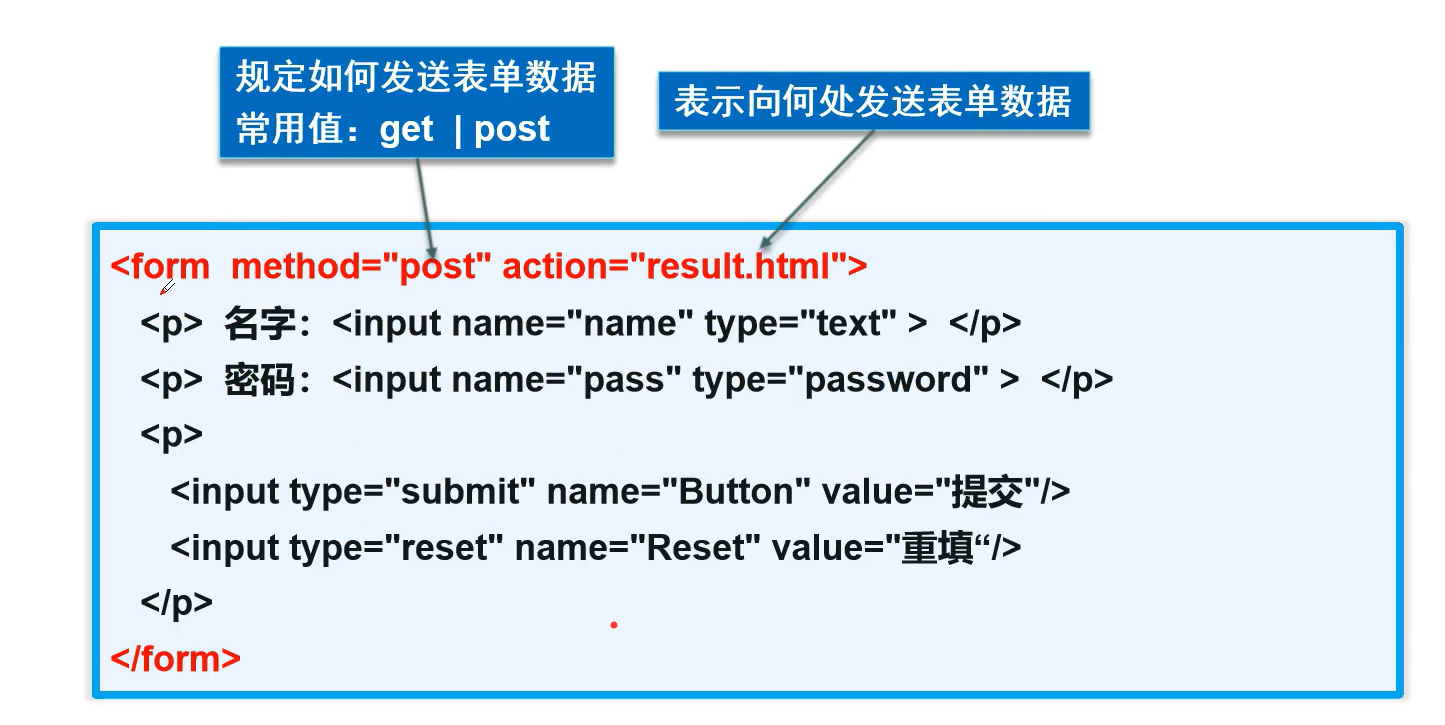 规定如何发送表单数据
常用值：get | post
表示向何处发送表单数据
<form method="post" action="result.html">
<p> 名字：<input name="name" type="text" > </p>
<p> 密码：<input name="pass" type="password" > </p>
<p>
<input type="submit" name="Button" value="提交"/>
<input type="reset" name="Reset" value="重填“/>
</p>
</form>